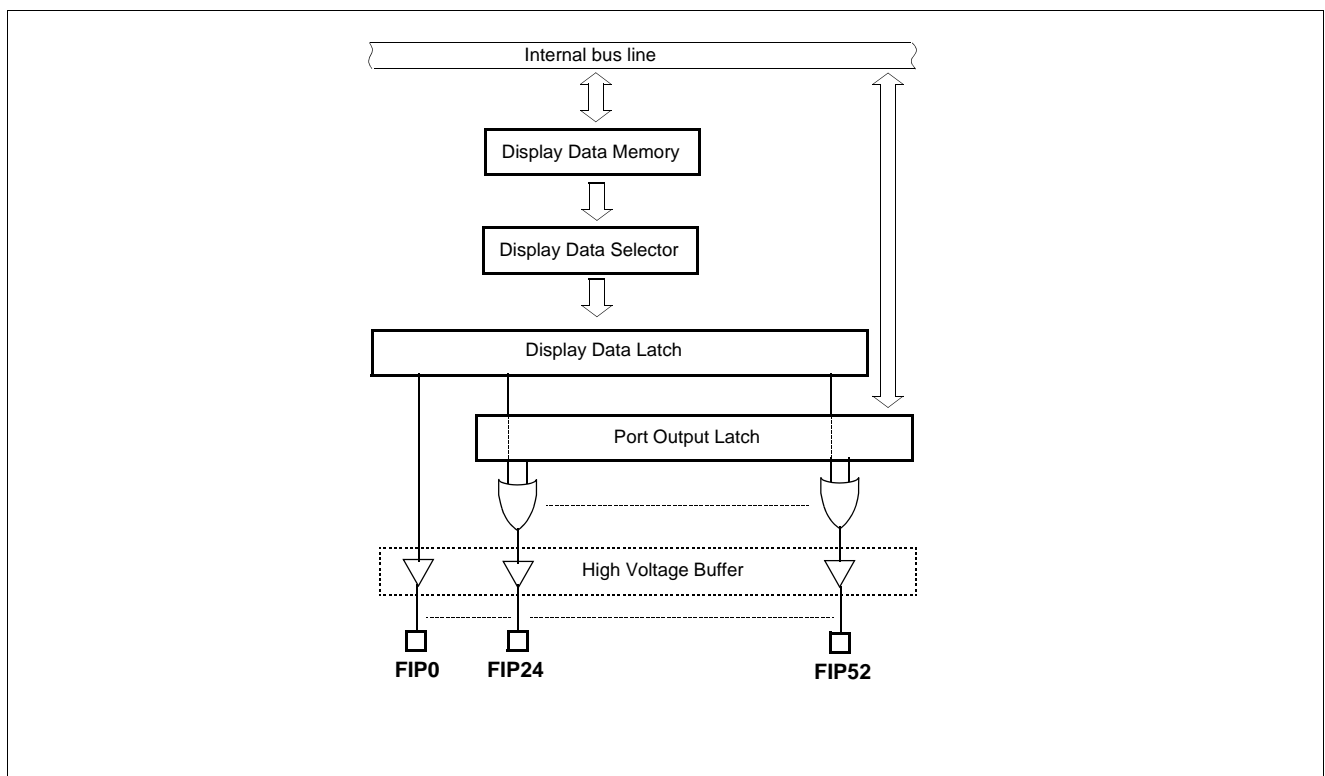 Internal bus line
Display Data Memory
Display Data Selector
Display Data Latch
Port Output Latch
High Voltage Buffer
FIP0
FIP24
FIP52